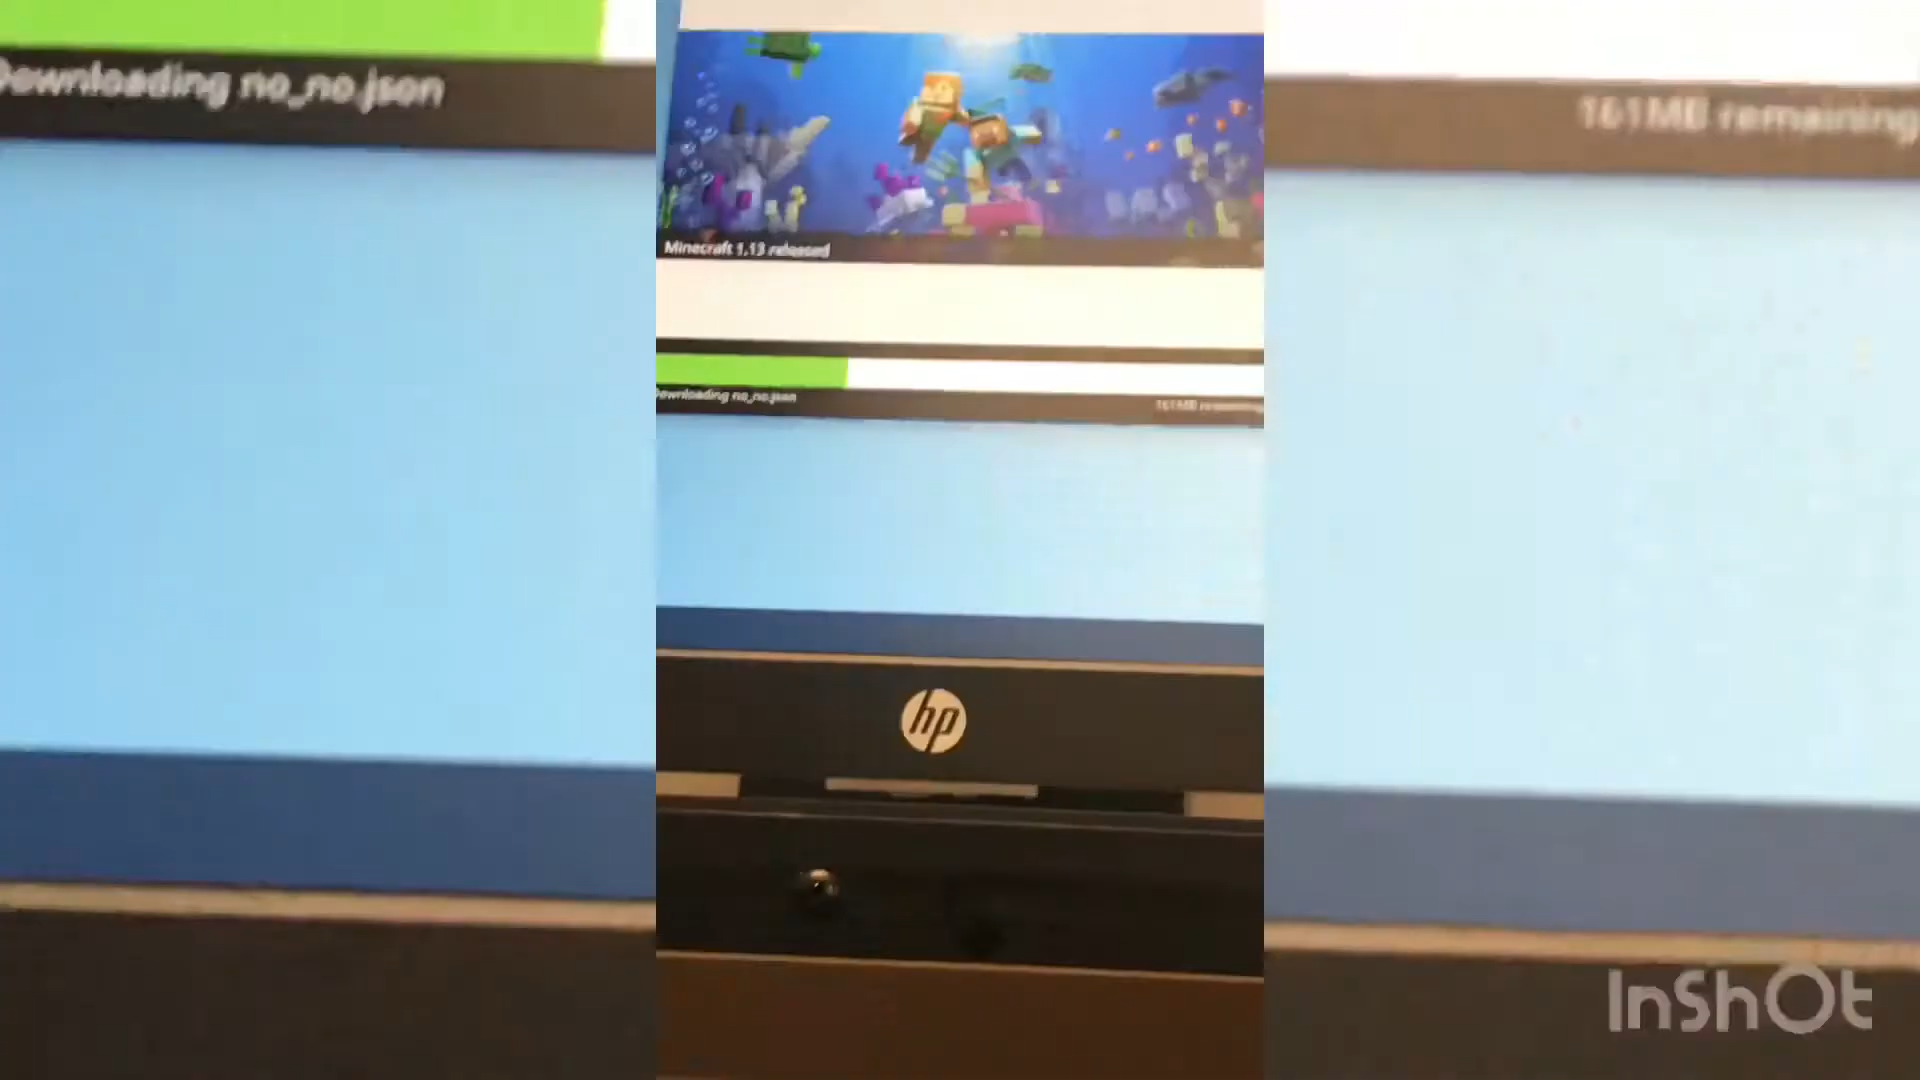 Downloading no_no.json
161MB remaining
Minecraft 1.13 released
Downloading no_no.json
161MB remaining
hp
InShOt